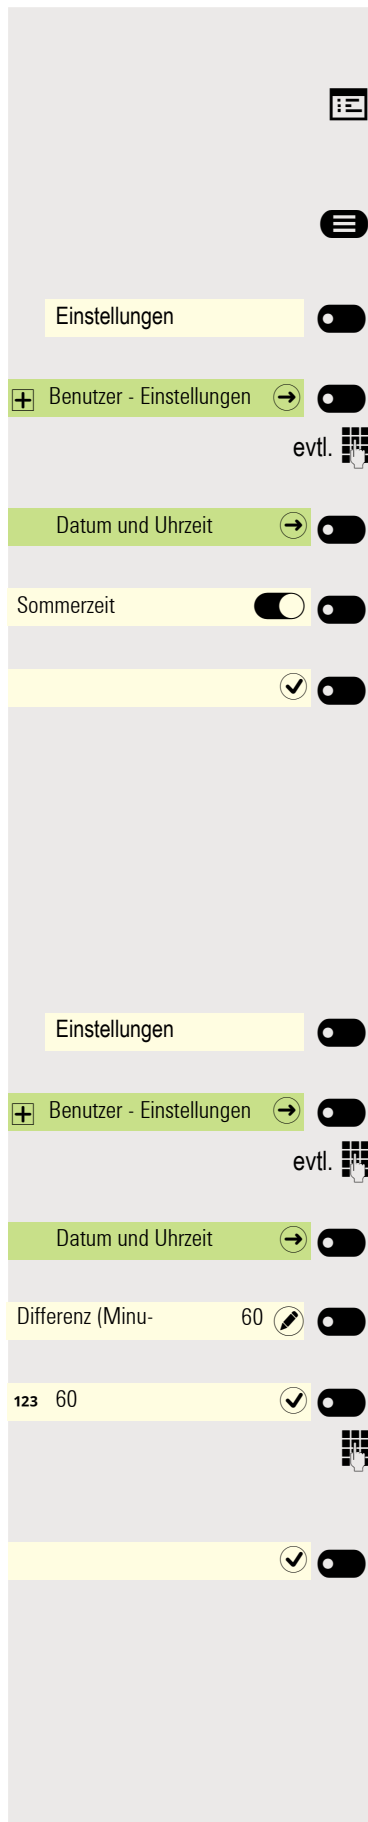 Einstellungen
Benutzer - Einstellungen
evtl.
Datum und Uhrzeit
Sommerzeit
Einstellungen
Benutzer - Einstellungen
evtl.
Datum und Uhrzeit
Differenz (Minu- 60
123 60